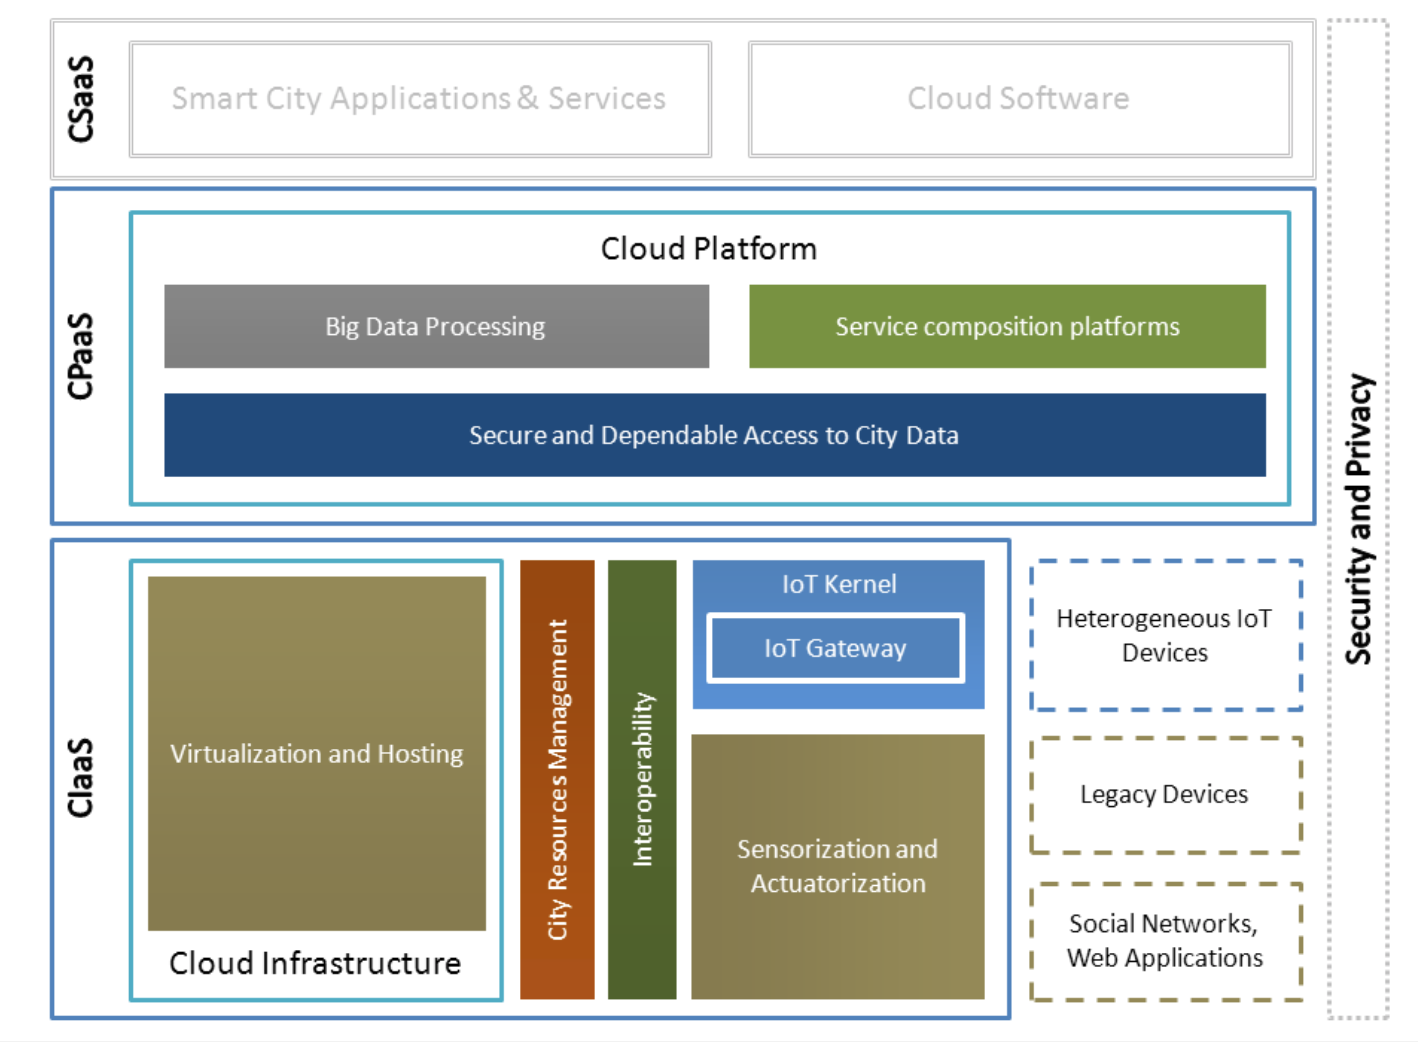 CSaaS
Smart City Applications & Services
Cloud Software
CPaaS
Cloud Platform
Big Data Processing
Service composition platforms
Secure and Dependable Access to City Data
CIaaS
Virtualization and Hosting
Cloud Infrastructure
City Resources Management
Interoperability
IoT Kernel
IoT Gateway
Sensorization and
Actuatorization
Heterogeneous IoT
Devices
Legacy Devices
Social Networks,
Web Applications
Security and Privacy